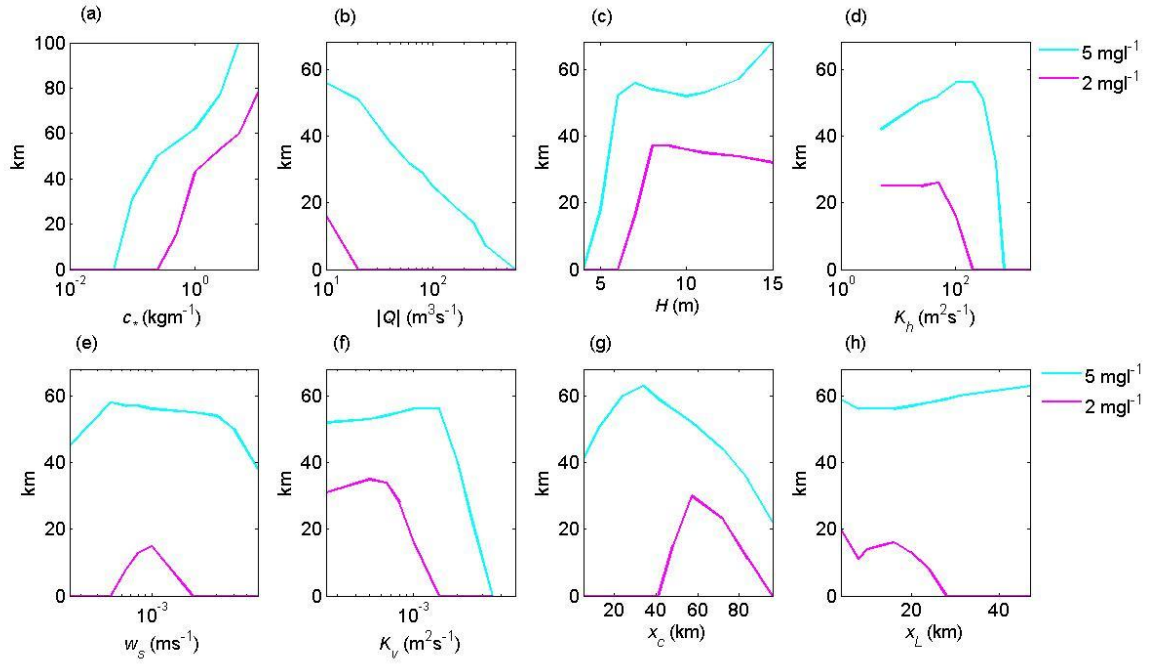 (a)
(b)
(c)
(d)
100
80
60
40
20
0
km
10⁻²
10⁰
c* (kgm⁻¹)
60
40
20
0
km
10¹
10²
|Q| (m³s⁻¹)
60
40
20
0
km
5
10
15
H (m)
60
40
20
0
km
10⁰
10²
Kₕ (m²s⁻¹)
5 mgl⁻¹
2 mgl⁻¹
(e)
(f)
(g)
(h)
60
40
20
0
km
10⁻³
w_s (ms⁻¹)
60
40
20
0
km
10⁻³
K_v (m²s⁻¹)
60
40
20
0
km
20
40
60
80
x_c (km)
60
40
20
0
km
20
40
x_L (km)
5 mgl⁻¹
2 mgl⁻¹